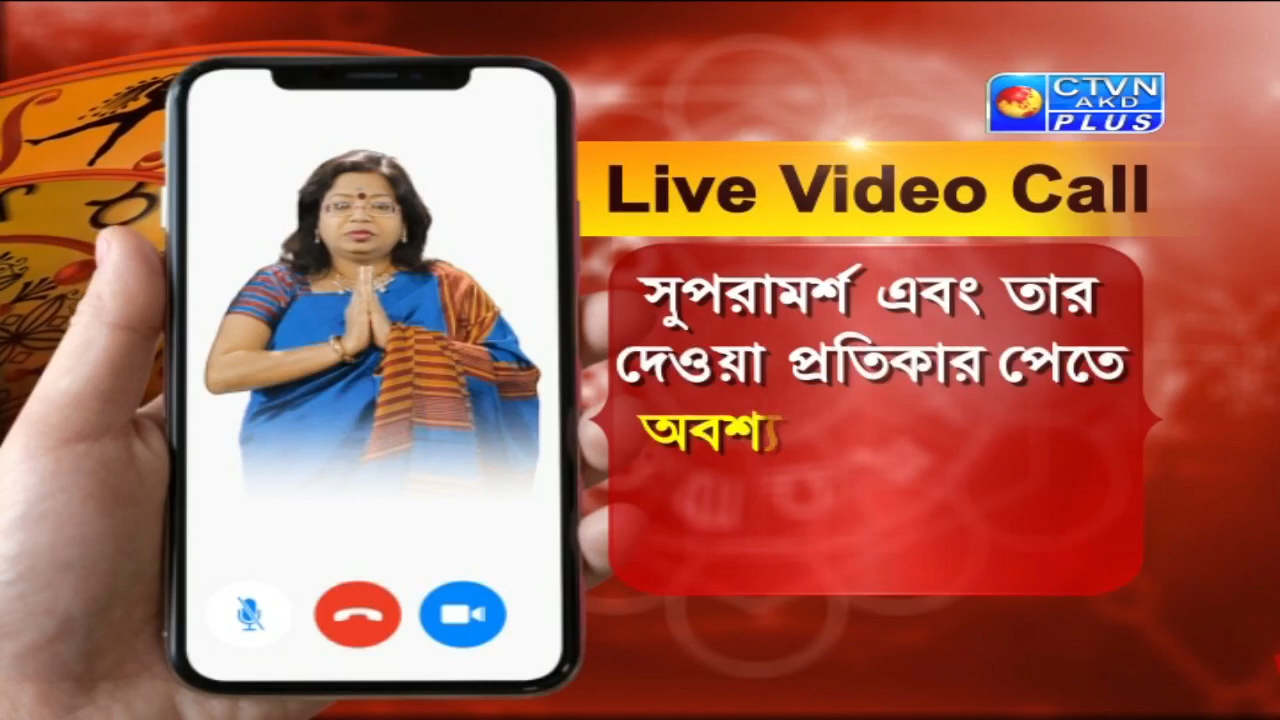 CTVN
AKD
PLUS
Live Video Call
সুপরামর্শ এবং তার
দেওয়া প্রতিকার পেতে
অবশ্য